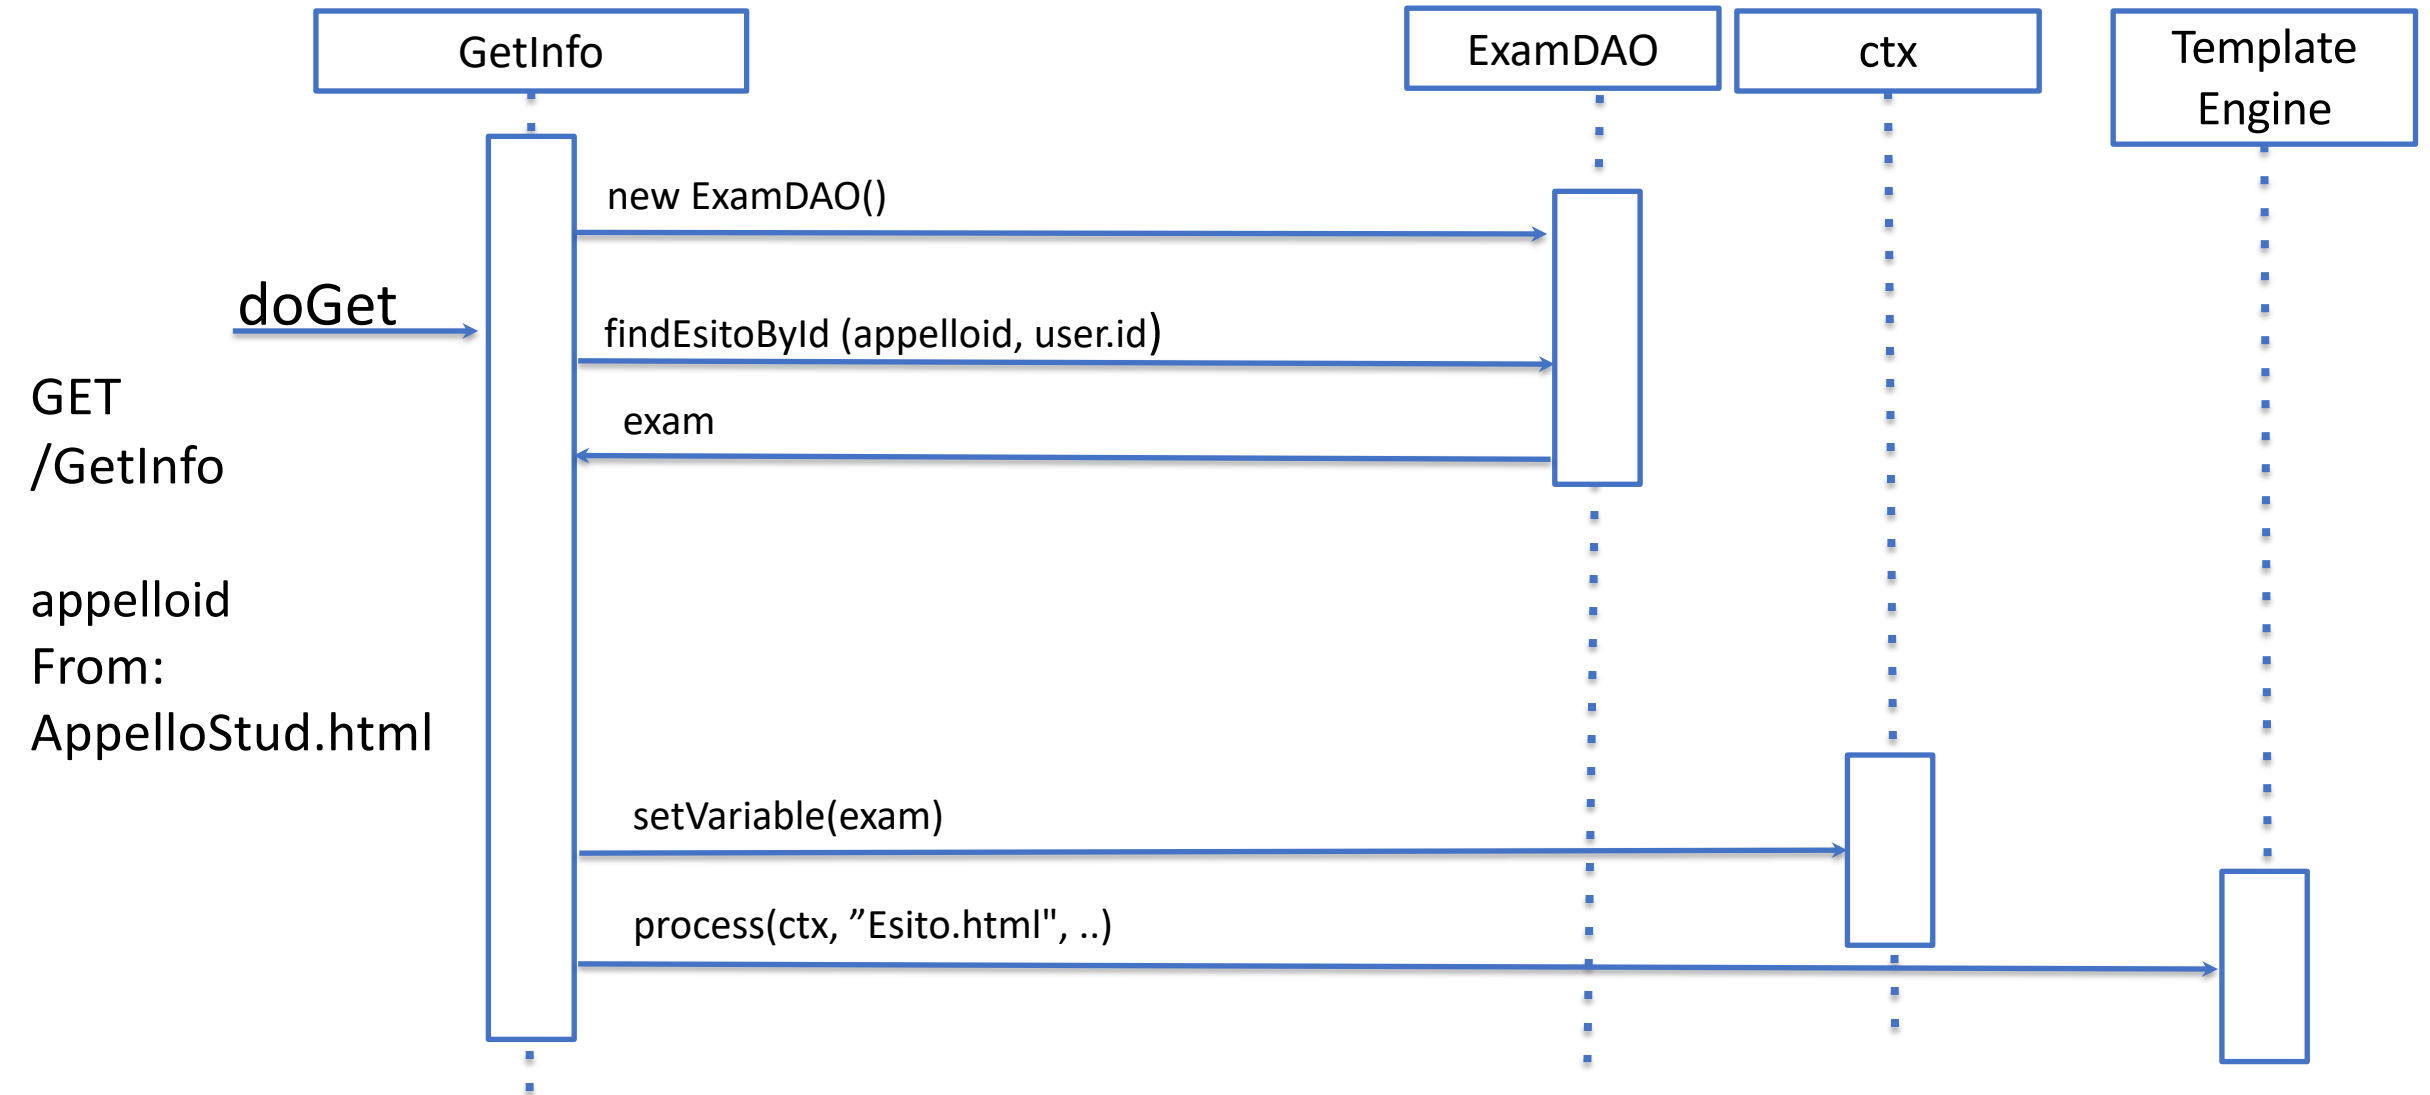 GetInfo
ExamDAO
ctx
Template
Engine
new ExamDAO()
doGet
findEsitoById (appelloid, user.id)
GET
/GetInfo
exam
appelloid
From:
AppelloStud.html
setVariable(exam)
process(ctx, ”Esito.html", ..)